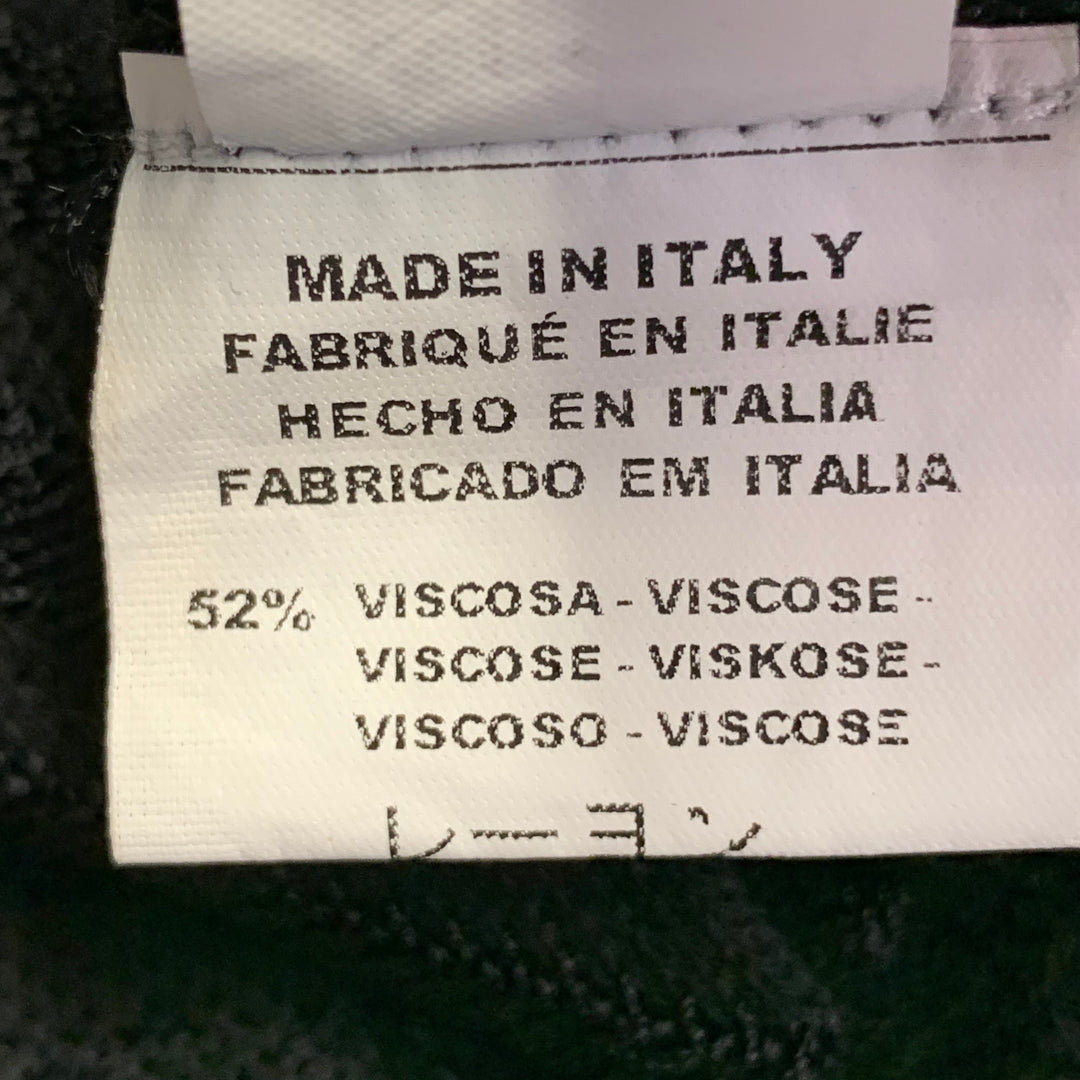 MADE IN ITALY
FABRIQUÉ EN ITALIE
HECHO EN ITALIA
FABRICADO EM ITALIA
52% VISCOSA - VISCOSE -
VISCOSE - VISKOSE -
VISCOSO - VISCOSE
レーヨン